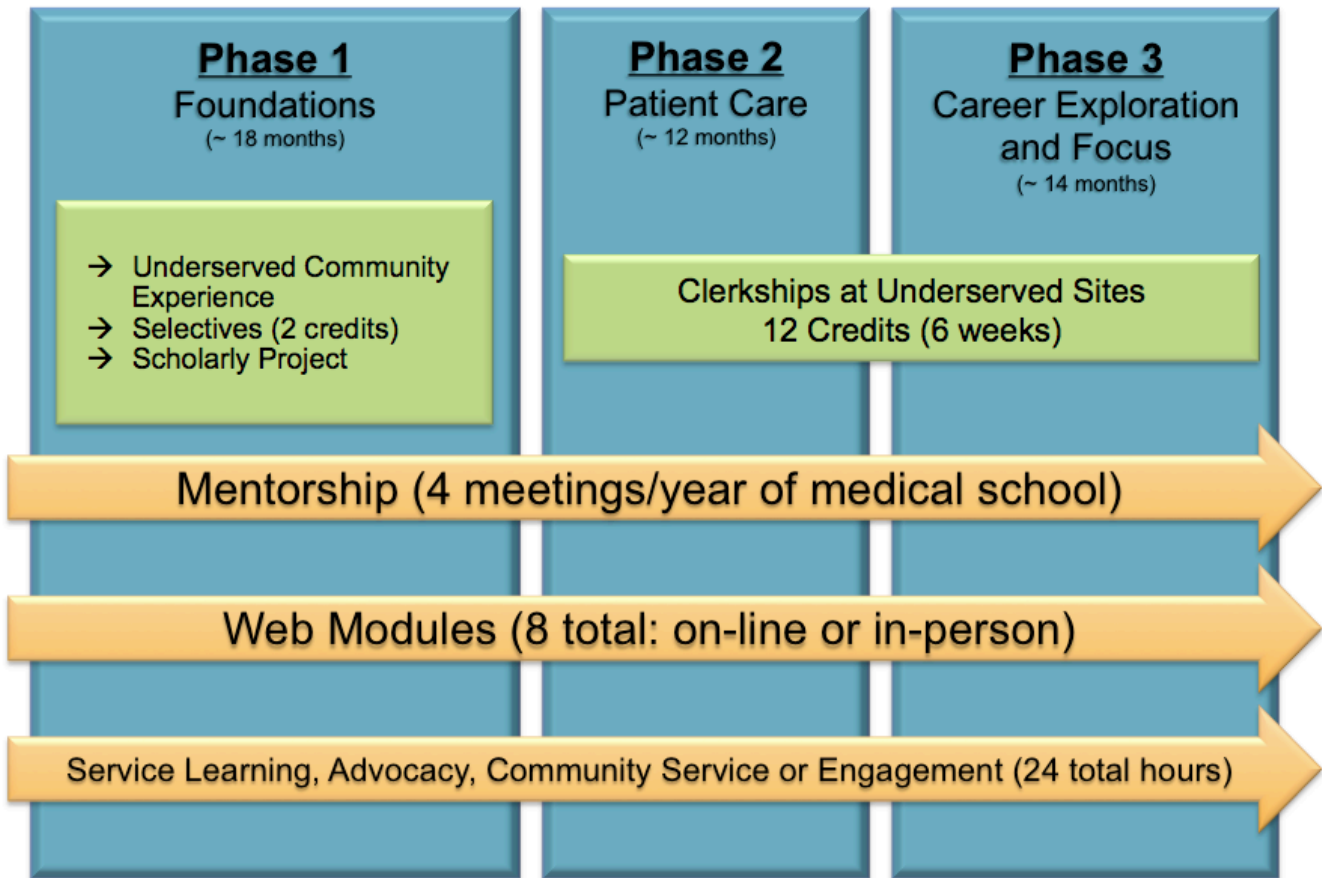 Phase 1
Foundations
(~ 18 months)
→ Underserved Community
Experience
→ Selectives (2 credits)
→ Scholarly Project
Phase 2
Patient Care
(~ 12 months)
Phase 3
Career Exploration
and Focus
(~ 14 months)
Clerkships at Underserved Sites
12 Credits (6 weeks)
Mentorship (4 meetings/year of medical school)
Web Modules (8 total: on-line or in-person)
Service Learning, Advocacy, Community Service or Engagement (24 total hours)